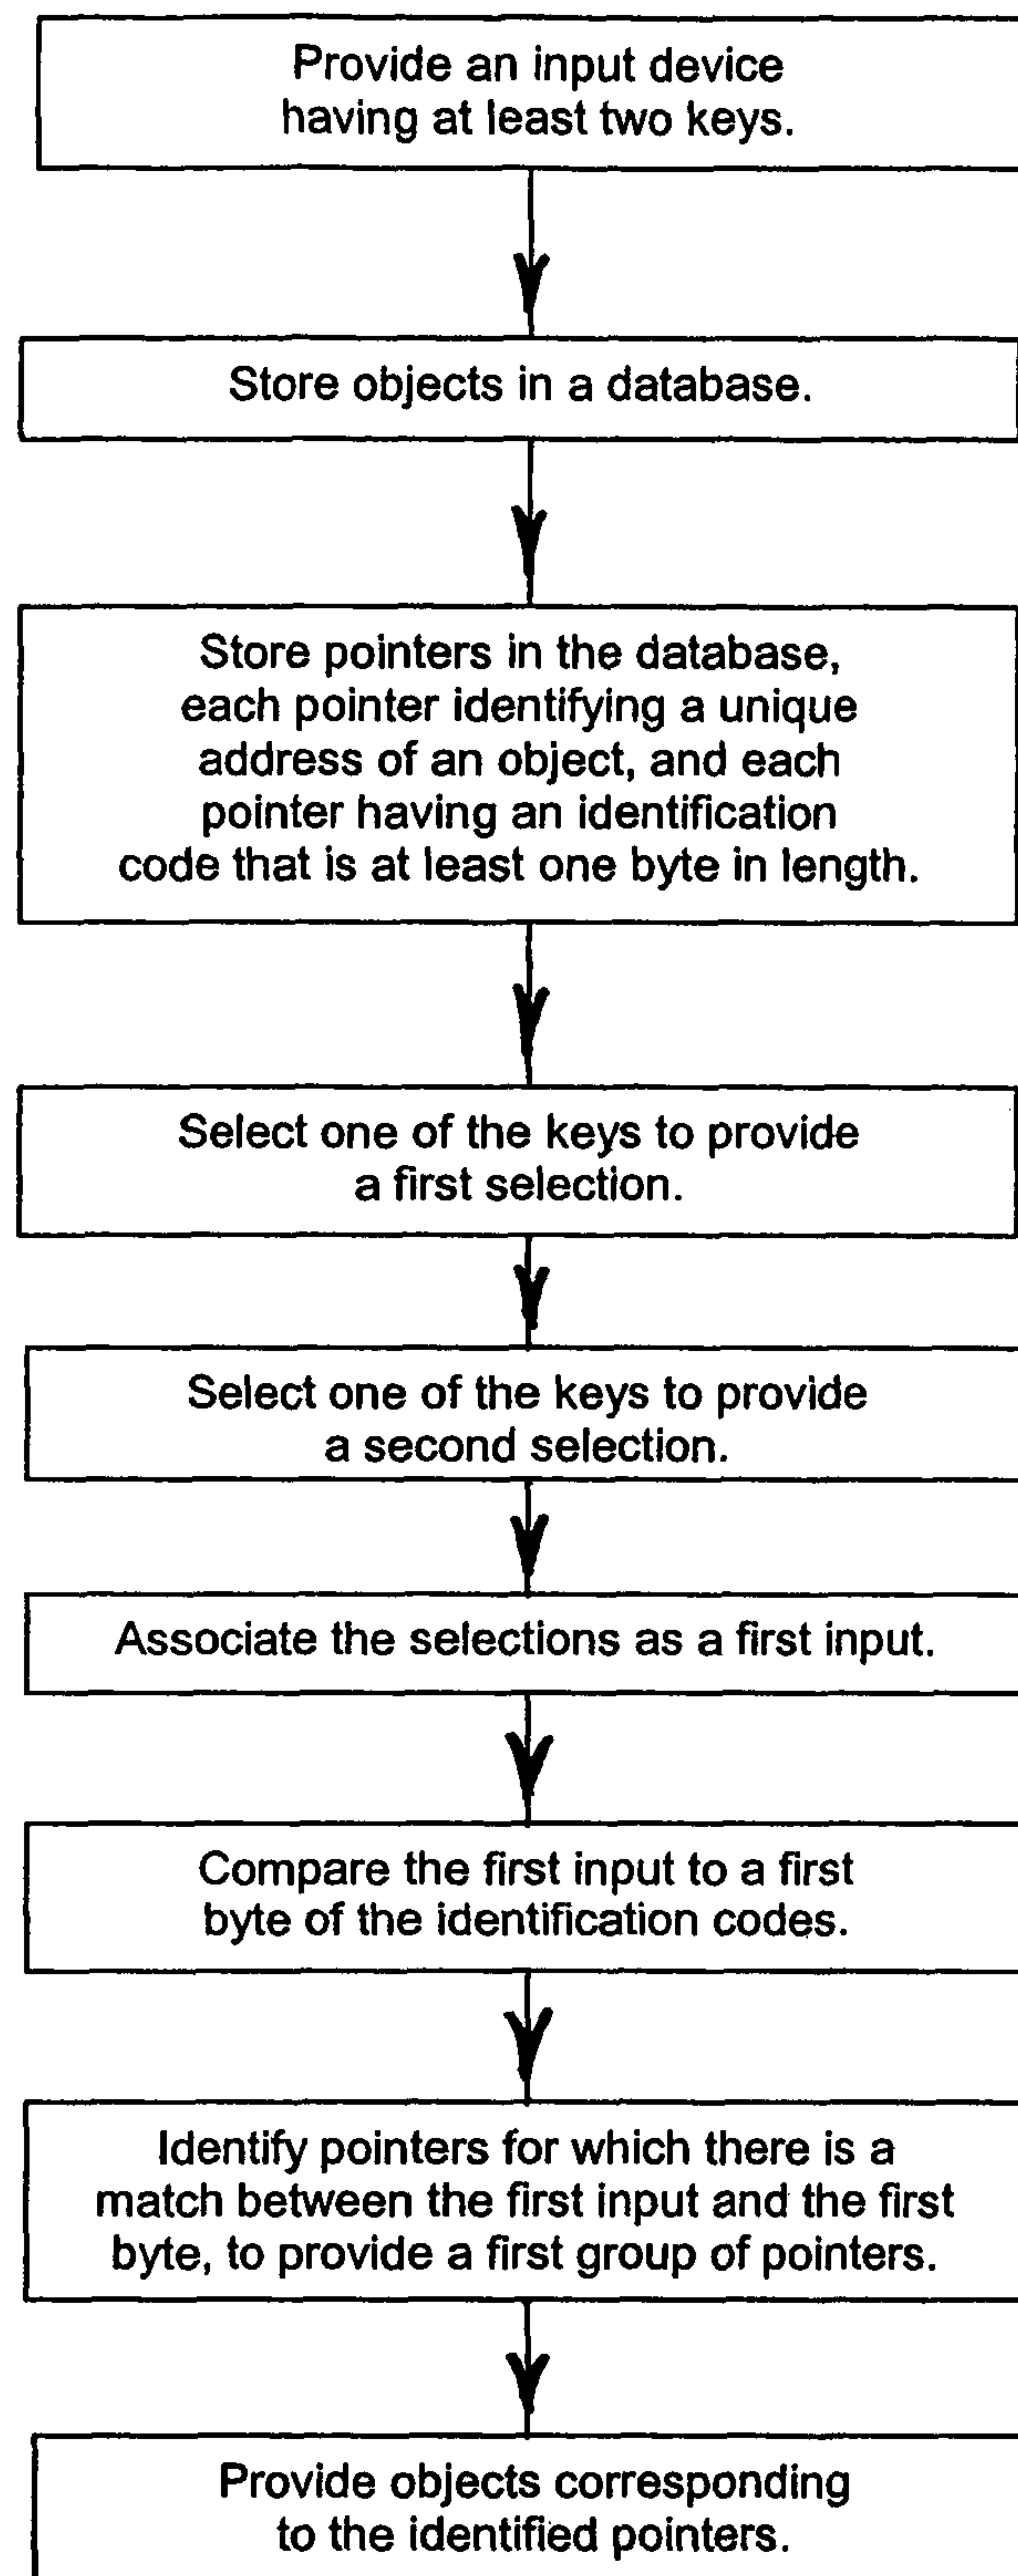 Provide an input device
having at least two keys.
Store objects in a database.
Store pointers in the database,
each pointer identifying a unique
address of an object, and each
pointer having an identification
code that is at least one byte in length.
Select one of the keys to provide
a first selection.
Select one of the keys to provide
a second selection.
Associate the selections as a first input.
Compare the first input to a first
byte of the identification codes.
Identify pointers for which there is a
match between the first input and the first
byte, to provide a first group of pointers.
Provide objects corresponding
to the identified pointers.